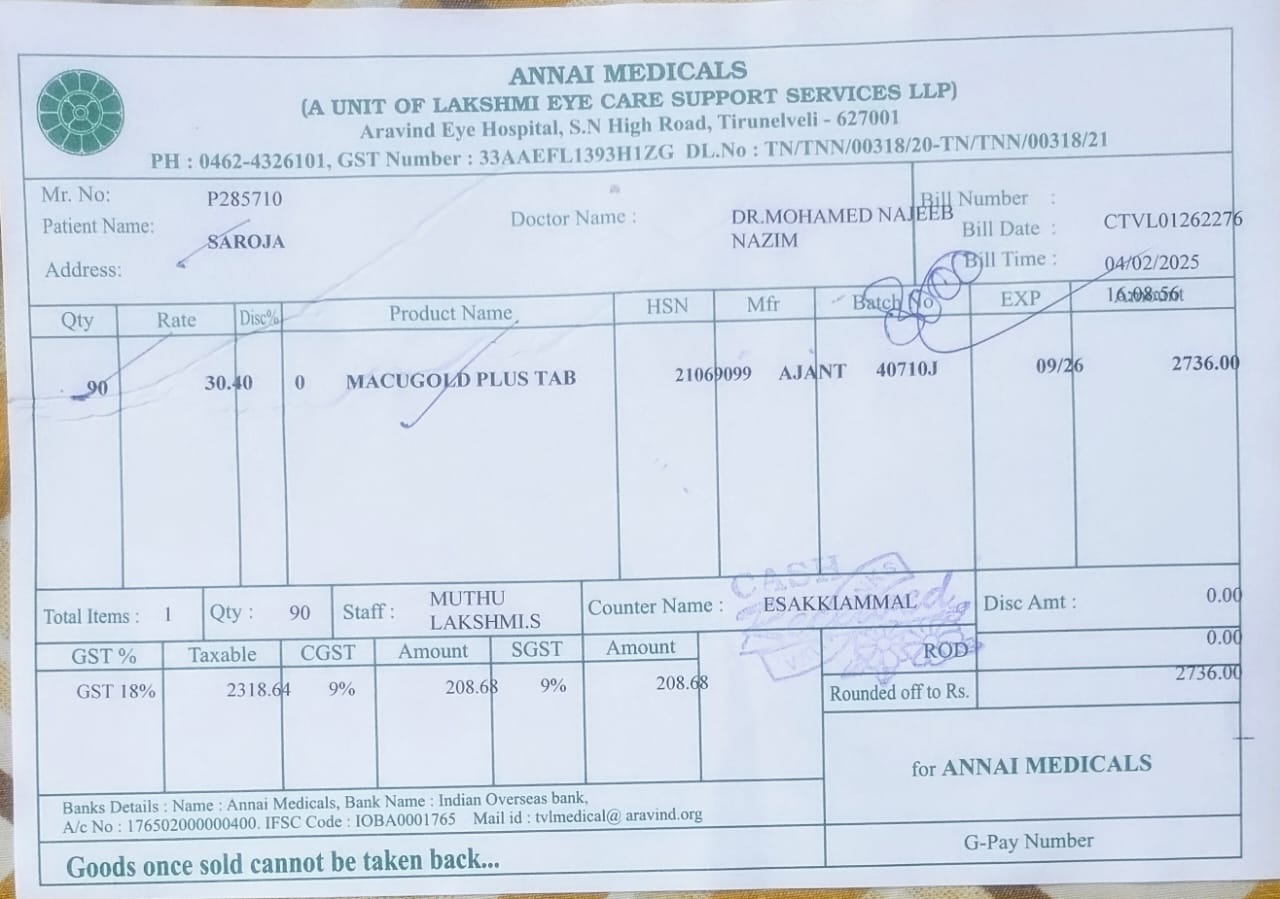 ANNAI MEDICALS
(A UNIT OF LAKSHMI EYE CARE SUPPORT SERVICES LLP)
Aravind Eye Hospital, S.N High Road, Tirunelveli - 627001
PH : 0462-4326101, GST Number : 33AAEFL1393H1ZG DL.No : TN/TNN/00318/20-TN/TNN/00318/21
Mr. No: P285710
Patient Name: SAROJA
Address:
Doctor Name : DR.MOHAMED NAJEEB
NAZIM
Bill Number : CTVL01262276
Bill Date : 04/02/2025
Bill Time : 16:08:56
Qty Rate Disc% Product Name HSN Mfr Batch No EXP
90 30.40 0 MACUGOLD PLUS TAB 21069099 AJANT 40710J 09/26 2736.00
Total Items : 1 Qty : 90 Staff : MUTHU
LAKSHMI.S
Counter Name : ESAKKIAMMAL
CASH
Disc Amt : 0.00
ROD 0.00
Rounded off to Rs. 2736.00
GST % Taxable CGST Amount SGST Amount
GST 18% 2318.64 9% 208.68 9% 208.68
for ANNAI MEDICALS
Banks Details : Name : Annai Medicals, Bank Name : Indian Overseas bank,
A/c No : 176502000000400. IFSC Code : IOBA0001765 Mail id : tvlmedical@ aravind.org
G-Pay Number
Goods once sold cannot be taken back...